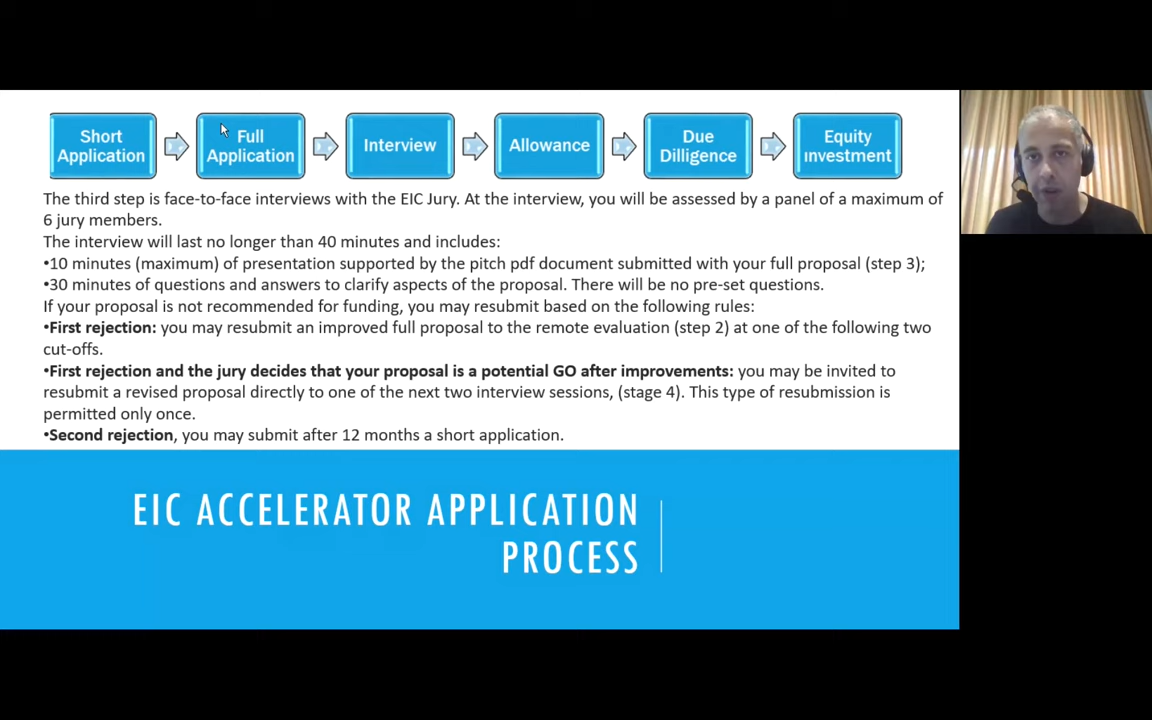 Short
Application
Full
Application
Interview
Allowance
Due
Dilligence
Equity
Investment
The third step is face-to-face interviews with the EIC Jury. At the interview, you will be assessed by a panel of a maximum of
6 jury members.
The interview will last no longer than 40 minutes and includes:
•10 minutes (maximum) of presentation supported by the pitch pdf document submitted with your full proposal (step 3);
•30 minutes of questions and answers to clarify aspects of the proposal. There will be no pre-set questions.
If your proposal is not recommended for funding, you may resubmit based on the following rules:
•First rejection: you may resubmit an improved full proposal to the remote evaluation (step 2) at one of the following two
cut-offs.
•First rejection and the jury decides that your proposal is a potential GO after improvements: you may be invited to
resubmit a revised proposal directly to one of the next two interview sessions, (stage 4). This type of resubmission is
permitted only once.
•Second rejection, you may submit after 12 months a short application.
EIC ACCELERATOR APPLICATION
PROCESS